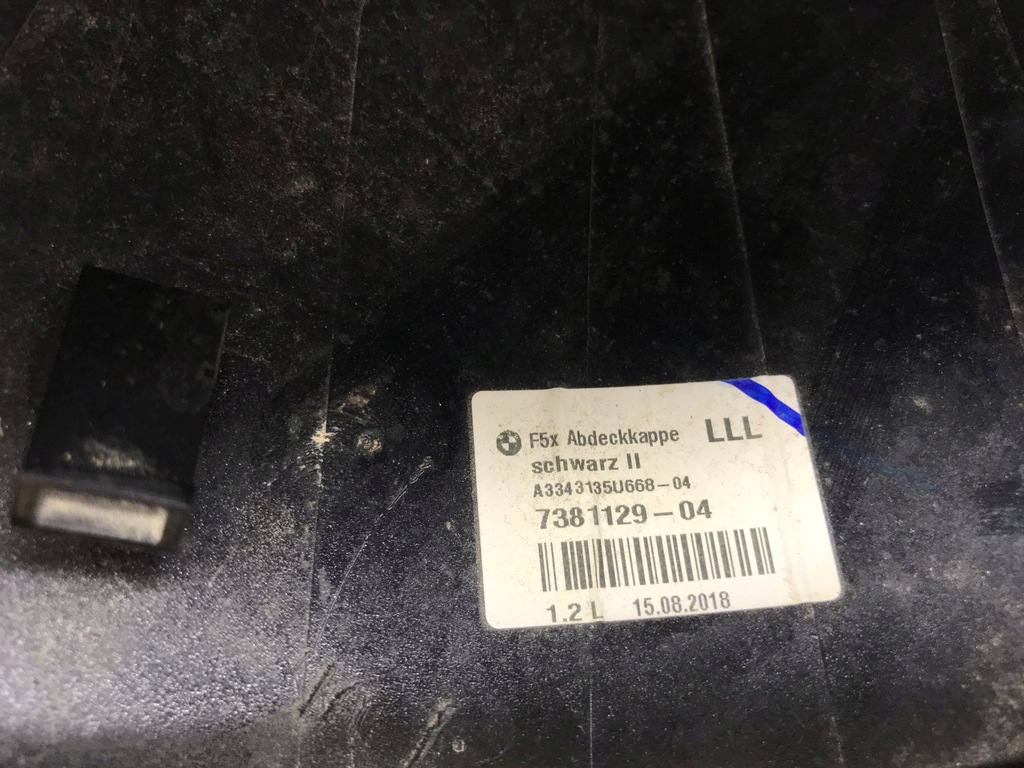 F5x Abdeckkappe LLL
schwarz II
A3343135U668-04
7381129-04
1.2 L 15.08.2018